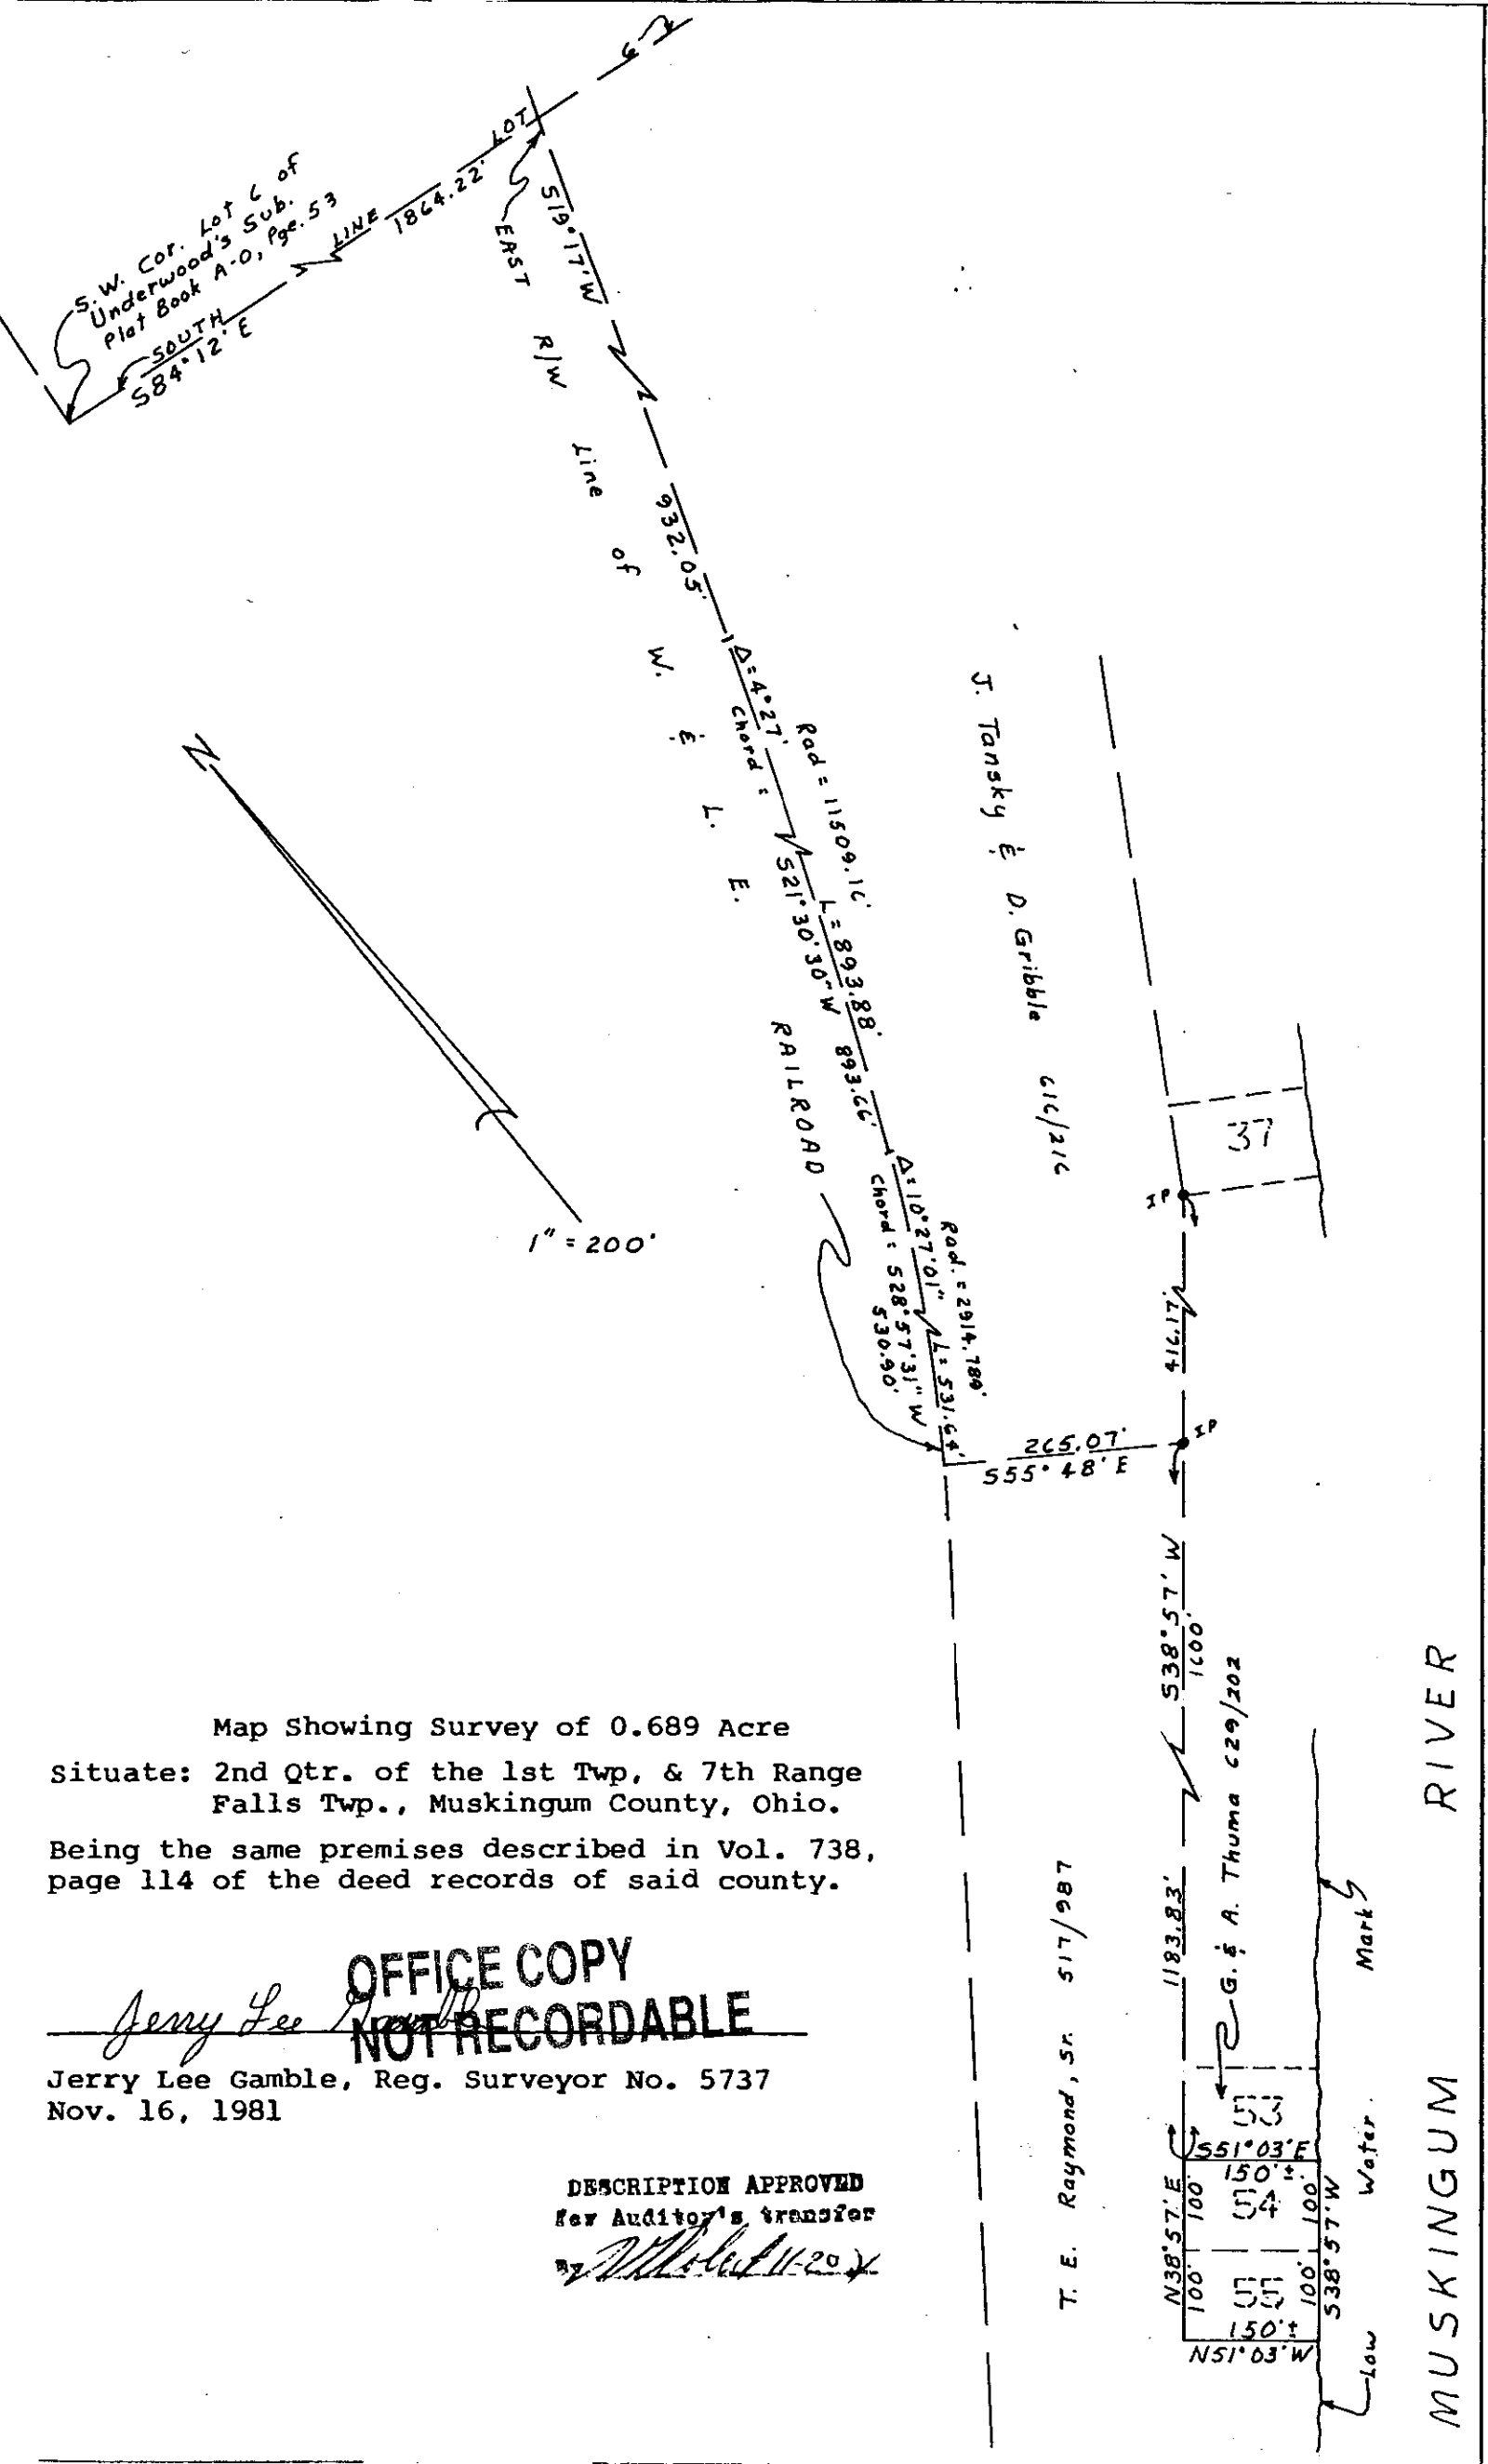 S.W. Cor. Lot 6 of
Underwood's Sub.
Plat Book A-O, Pge. 53
SOUTH LINE LOT 6
S84°12'E 1864.22'
EAST R/W Line of W. & L. E. RAILROAD
S19°17'W 932.05'
Δ=4°27' Rad = 11509.16' L = 893.88'
Chord = S21°30'30"W 893.66'
Δ=10°27'01" Rad. = 2914.789' L = 531.64'
Chord = S28°57'31"W
530.90'
N
1" = 200'
J. Tansky & D. Gribble 616/216
37
IP
416.17'
IP
265.07'
S55°48'E
S38°57'W
1600'
1183.83'
G. & A. Thuma 629/202
T. E. Raymond, Sr. 517/987
53
S51°03'E
150'±
N38°57'E
100'
54
100'
S38°57'W
100'
55
100'
150'±
N51°03'W
Low Water Mark
MUSKINGUM RIVER
Map Showing Survey of 0.689 Acre
Situate: 2nd Qtr. of the 1st Twp, & 7th Range
Falls Twp., Muskingum County, Ohio.
Being the same premises described in Vol. 738,
page 114 of the deed records of said county.
OFFICE COPY
NOT RECORDABLE
Jerry Lee Gamble
Jerry Lee Gamble, Reg. Surveyor No. 5737
Nov. 16, 1981
DESCRIPTION APPROVED
For Auditor's transfer
By